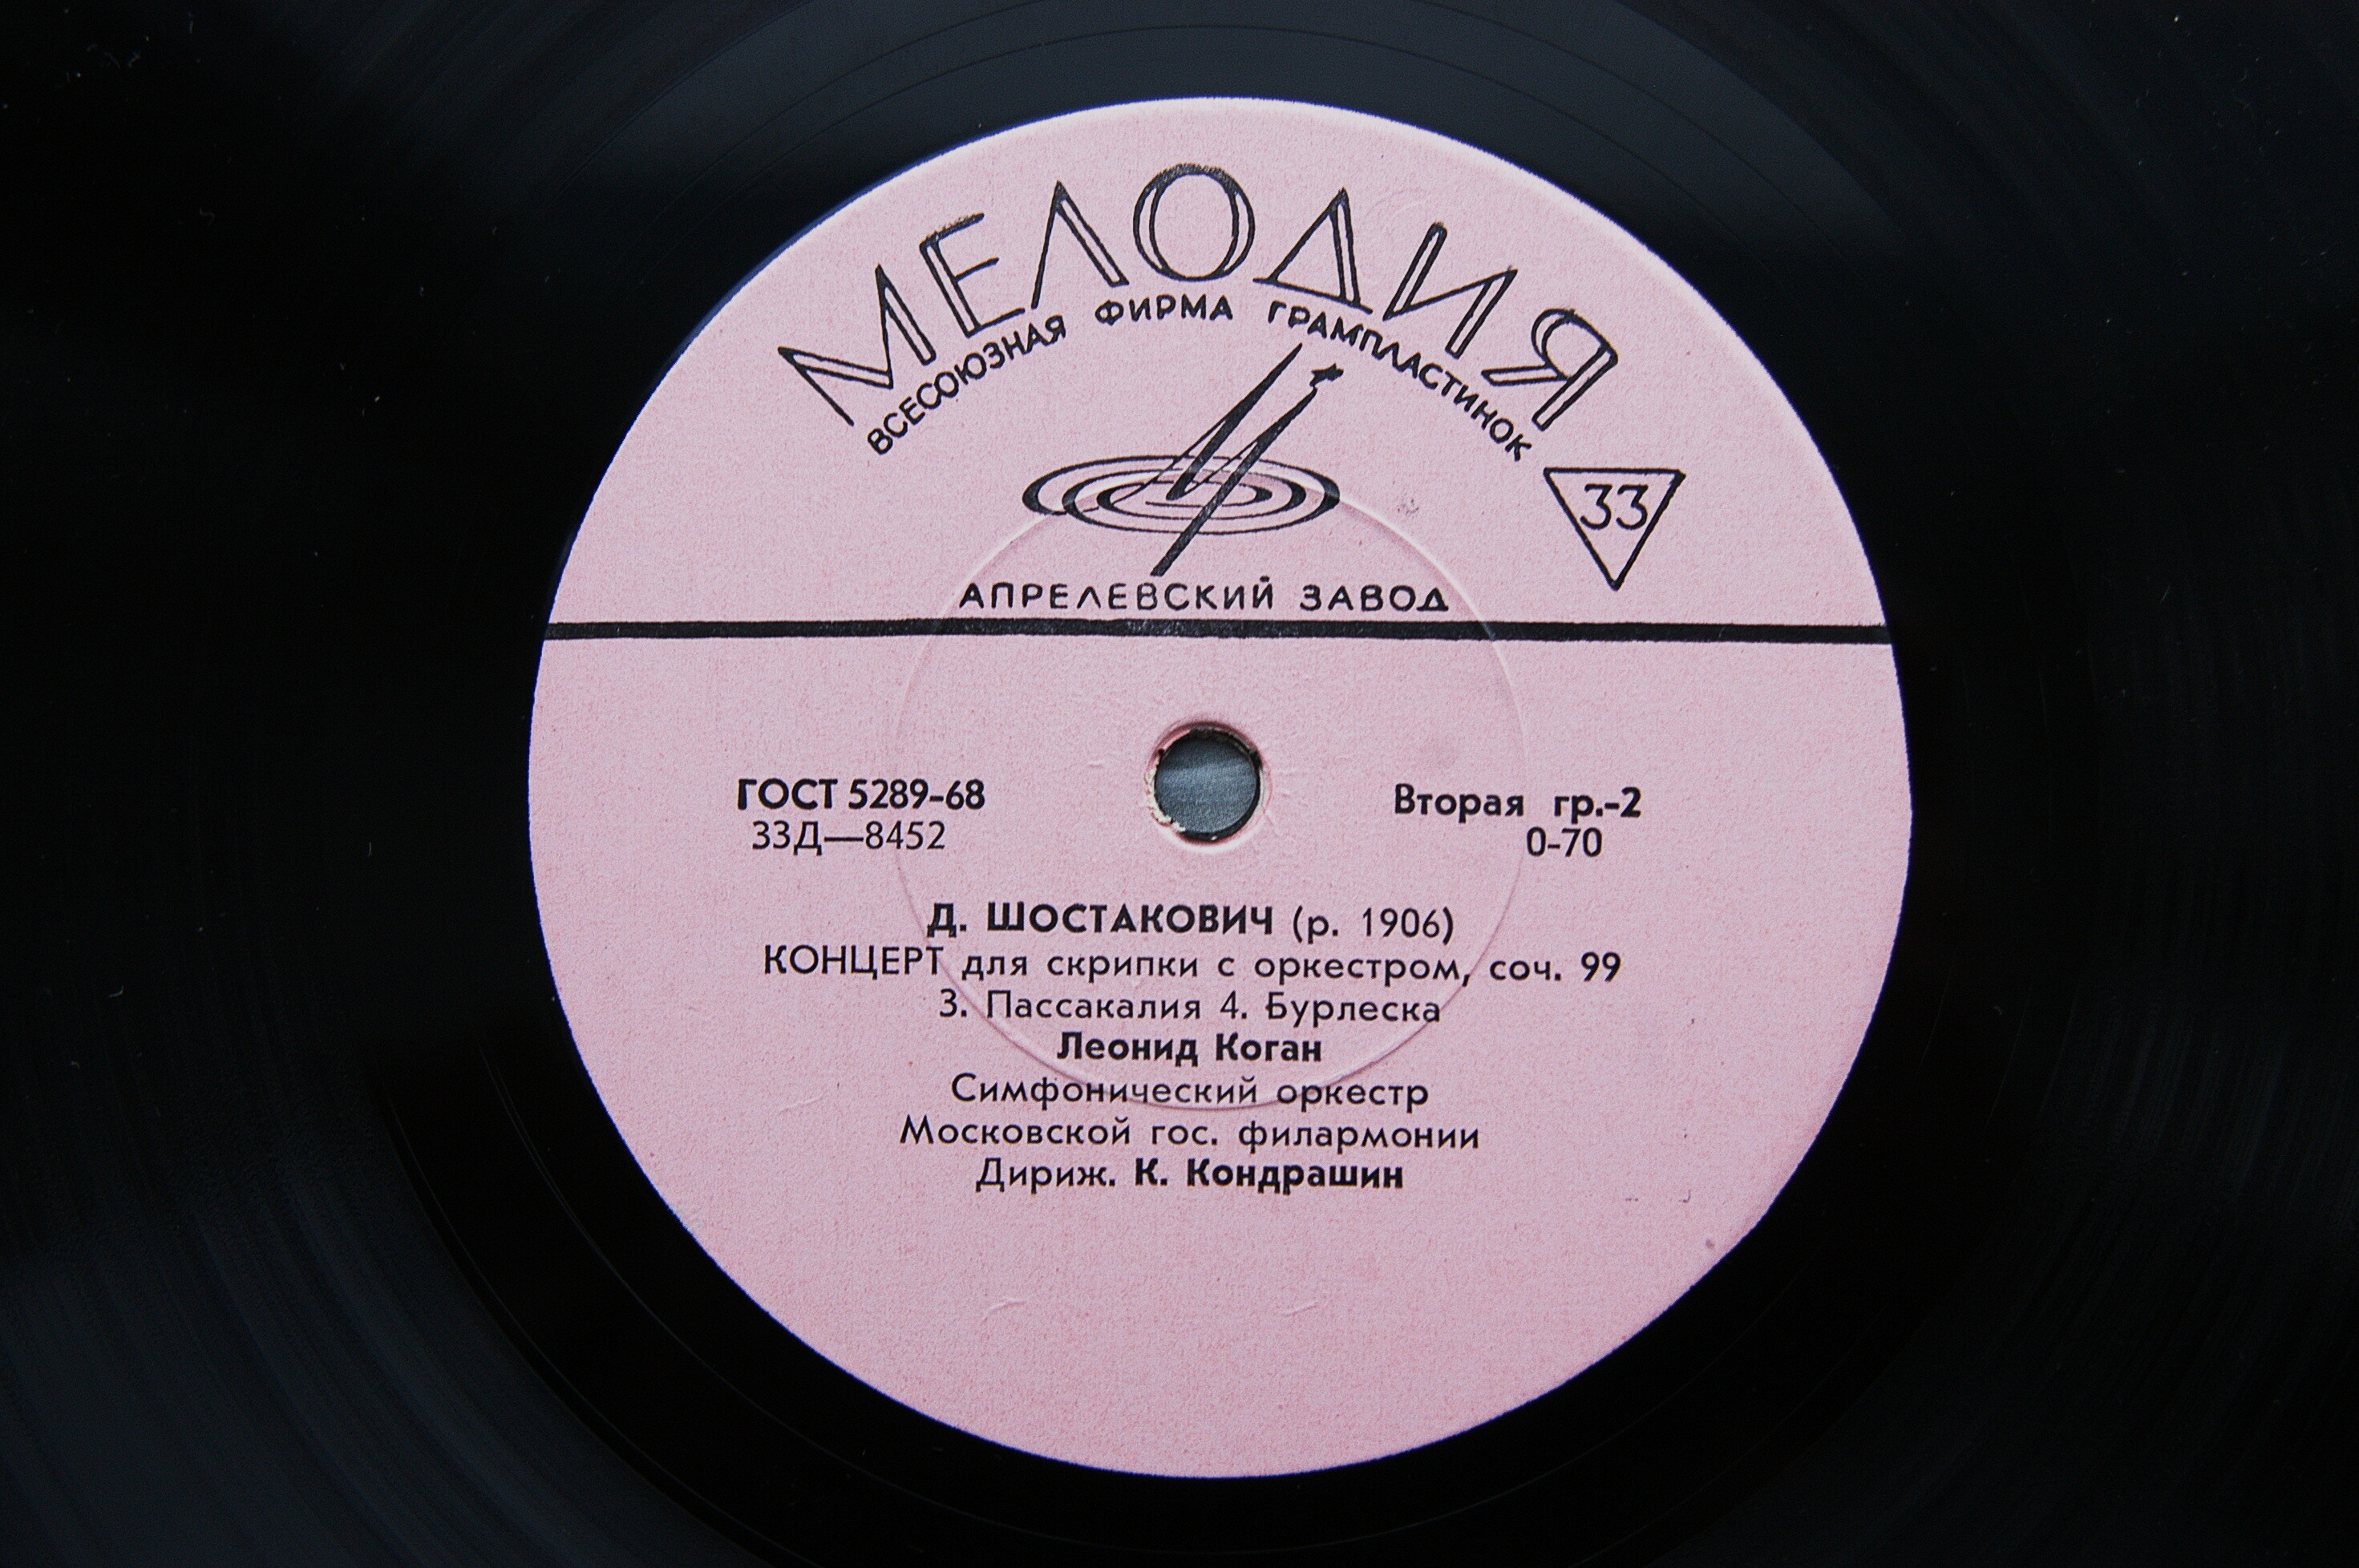 МЕЛОДИЯ
ВСЕСОЮЗНАЯ ФИРМА ГРАМПЛАСТИНОК
33
АПРЕЛЕВСКИЙ ЗАВОД
ГОСТ 5289-68
Вторая гр.-2
33Д—8452
0-70
Д. ШОСТАКОВИЧ (р. 1906)
КОНЦЕРТ для скрипки с оркестром, соч. 99
3. Пассакалия 4. Бурлеска
Леонид Коган
Симфонический оркестр
Московской гос. филармонии
Дириж. К. Кондрашин